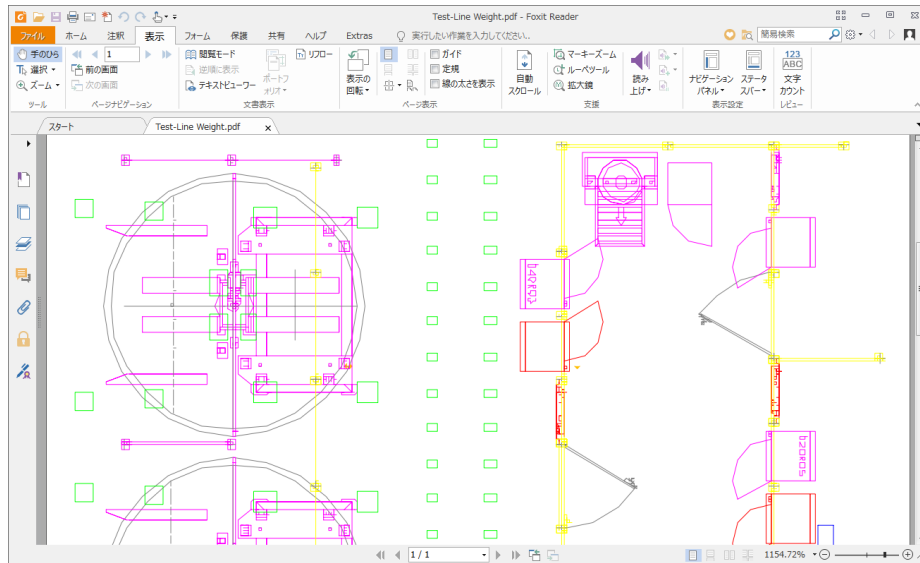 Test-Line Weight.pdf - Foxit Reader
ファイル ホーム 注釈 表示 フォーム 保護 共有 ヘルプ Extras 実行したい作業を入力してください.. 簡易検索
手のひら 1 閲覧モード リフロー ガイド マーキーズーム 123
選択 前の画面 逆順に表示 定規 ルーペツール ABC
ズーム 次の画面 テキストビューワー 線の太さを表示 拡大鏡
ポートフォリオ
表示の
回転
自動
スクロール
読み
上げ
ナビゲーション
パネル
ステータ
スバー
文字
カウント
ツール ページナビゲーション 文書表示 ページ表示 支援 表示設定 レビュー
スタート Test-Line Weight.pdf x
1 / 1 1154.72%